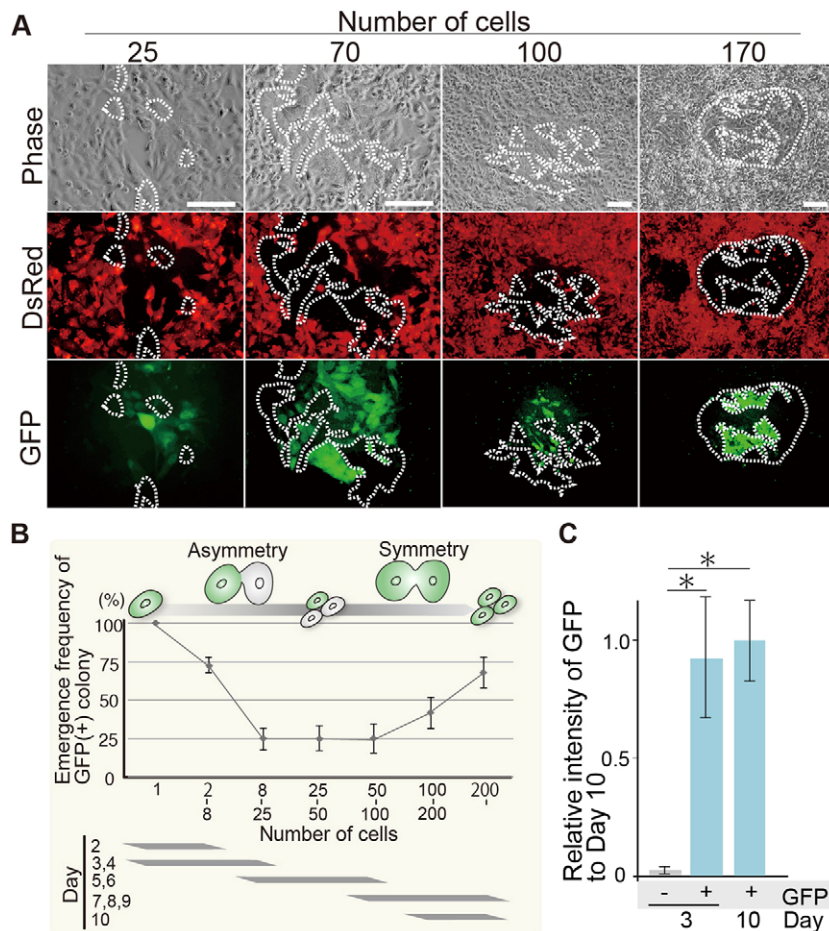 A
Number of cells
25 70 100 170
Phase
DsRed
GFP
B
Asymmetry Symmetry
(%)
Emergence frequency of
GFP(+) colony
100
75
50
25
0
1 2 8 25 50 100 200
- - - - - -
8 25 50 100 200
Number of cells
Day
2
3,4
5,6
7,8,9
10
C
* 
*
Relative intensity of GFP
to Day 10
1.0
0.5
0
- + + GFP
3 10 Day